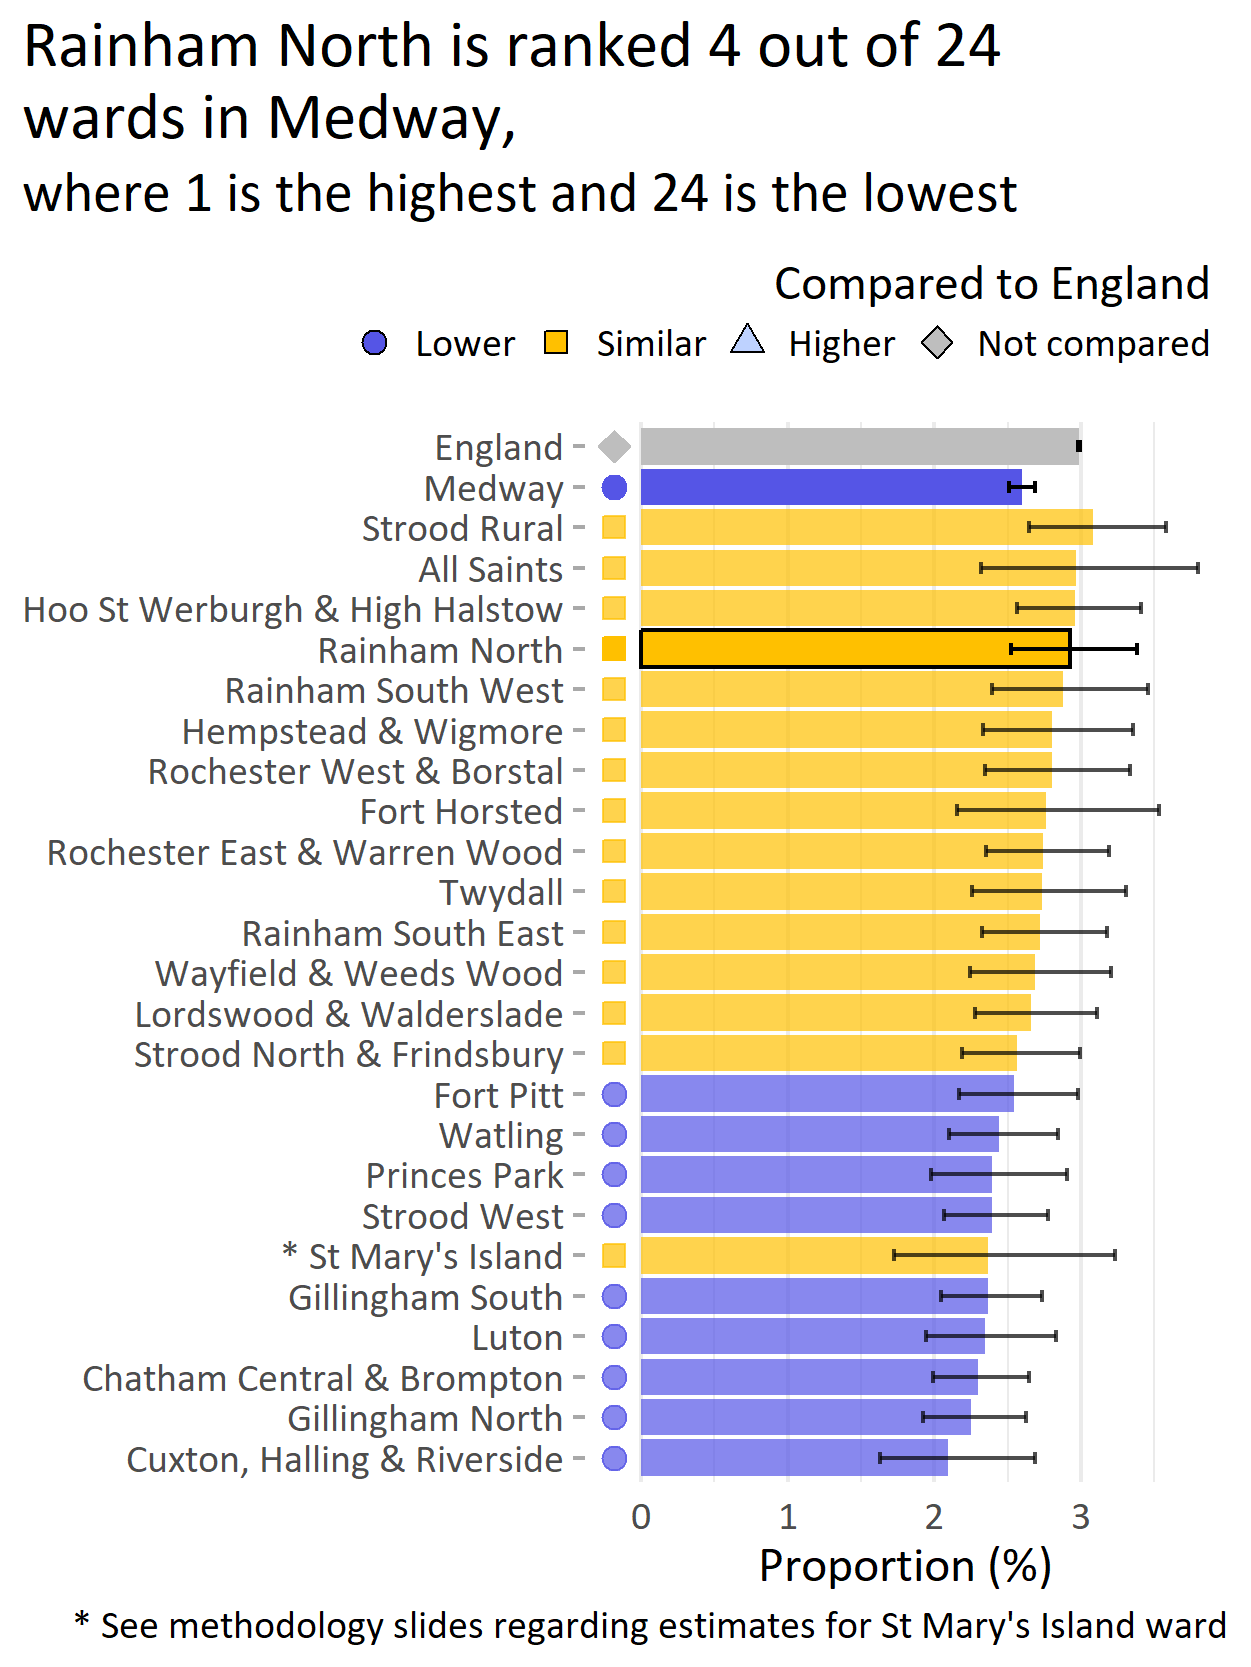 Rainham North is ranked 4 out of 24
wards in Medway,
where 1 is the highest and 24 is the lowest
Compared to England
Lower Similar Higher Not compared
England
Medway
Strood Rural
All Saints
Hoo St Werburgh & High Halstow
Rainham North
Rainham South West
Hempstead & Wigmore
Rochester West & Borstal
Fort Horsted
Rochester East & Warren Wood
Twydall
Rainham South East
Wayfield & Weeds Wood
Lordswood & Walderslade
Strood North & Frindsbury
Fort Pitt
Watling
Princes Park
Strood West
* St Mary's Island
Gillingham South
Luton
Chatham Central & Brompton
Gillingham North
Cuxton, Halling & Riverside
0 1 2 3
Proportion (%)
* See methodology slides regarding estimates for St Mary's Island ward